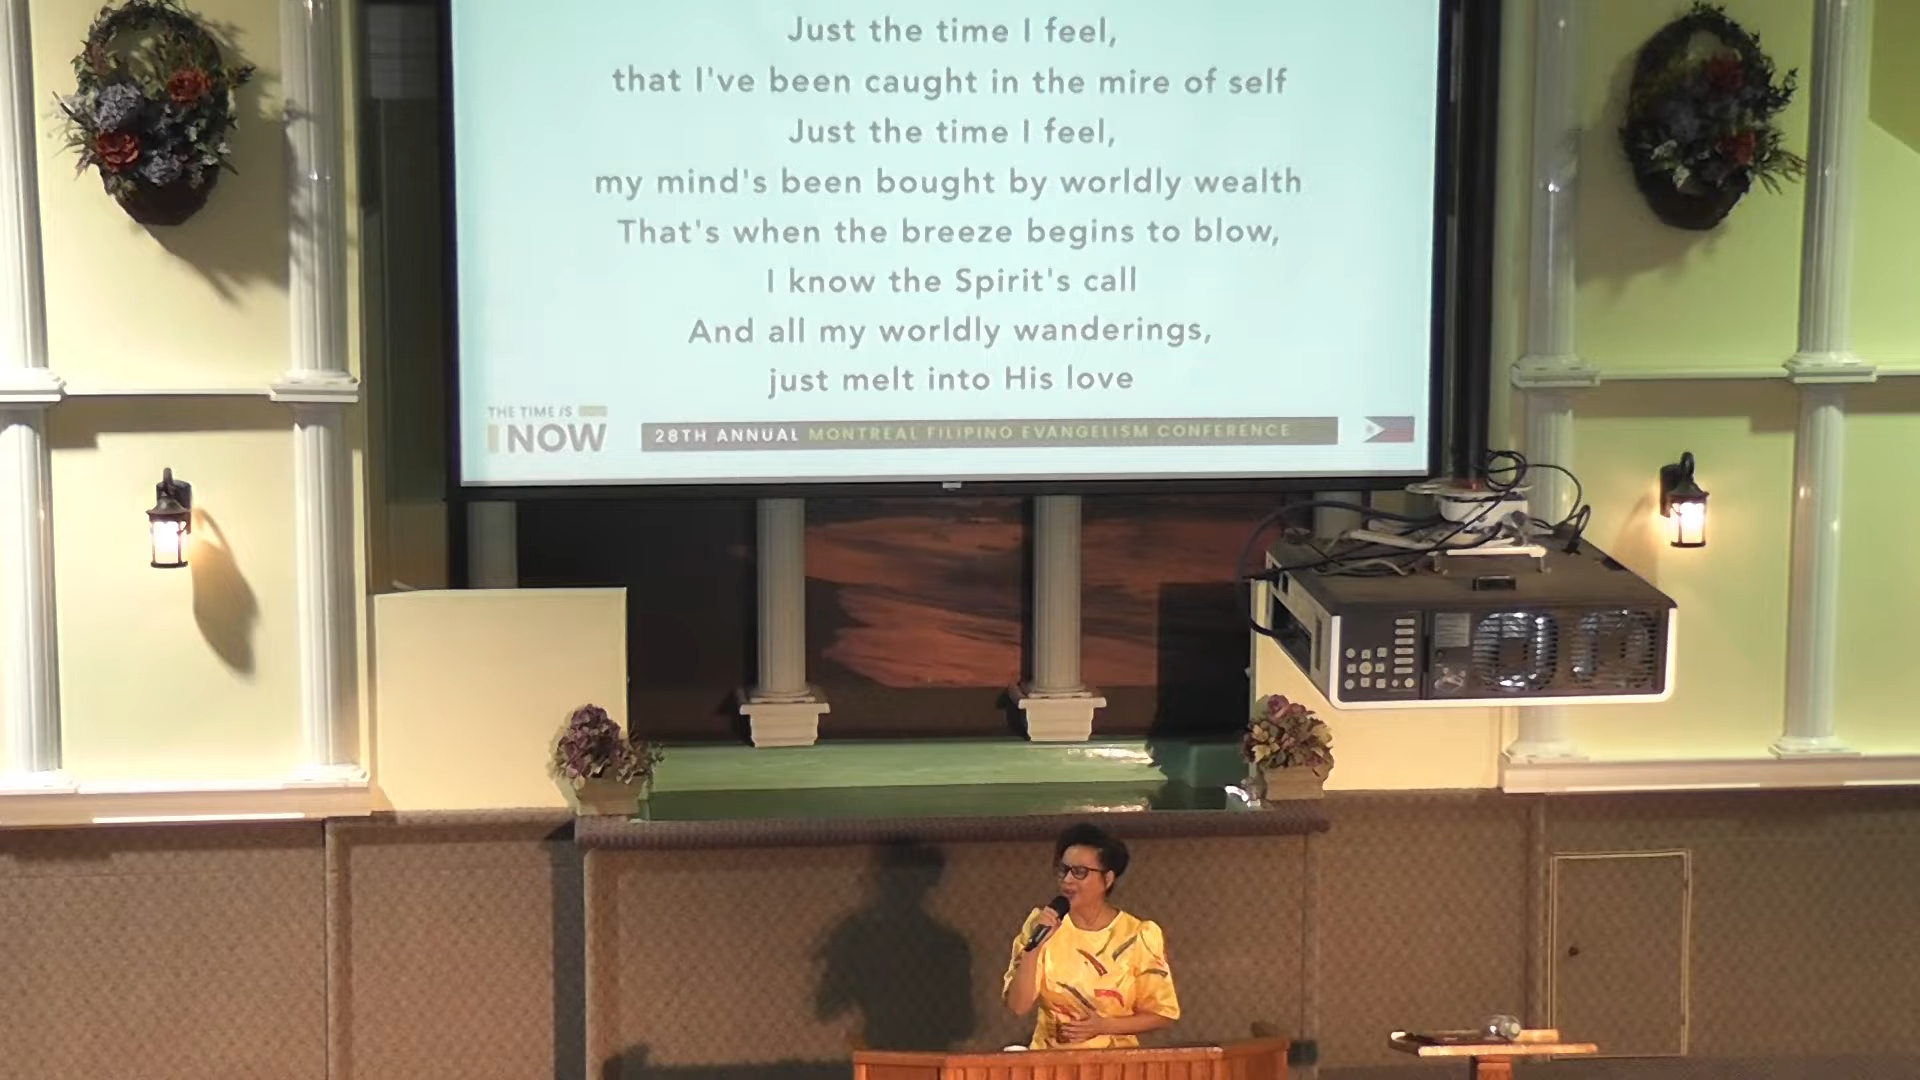 Just the time I feel,
that I've been caught in the mire of self
Just the time I feel,
my mind's been bought by worldly wealth
That's when the breeze begins to blow,
I know the Spirit's call
And all my worldly wanderings,
just melt into His love
THE TIME IS
NOW
28TH ANNUAL MONTREAL FILIPINO EVANGELISM CONFERENCE